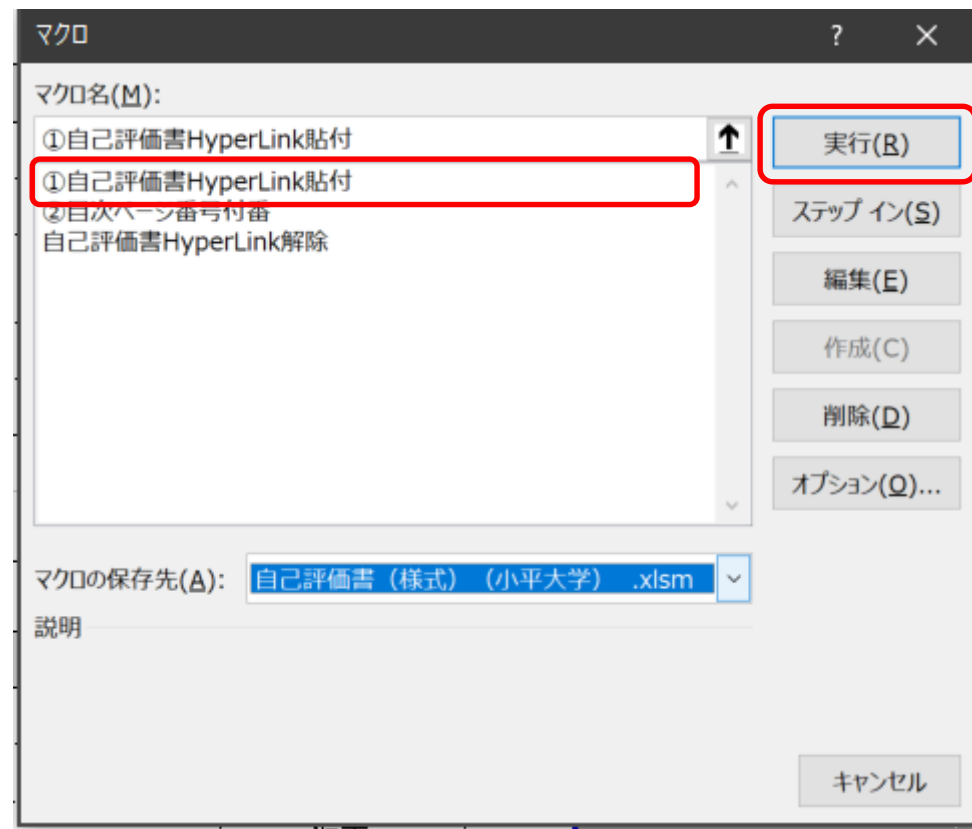 マクロ ? ×
マクロ名(M):
①自己評価書HyperLink貼付
実行(R)
①自己評価書HyperLink貼付
②目次ページ番号付番
自己評価書HyperLink解除
ステップ イン(S)
編集(E)
作成(C)
削除(D)
オプション(O)...
マクロの保存先(A): 自己評価書（様式）（小平大学） .xlsm
説明
キャンセル